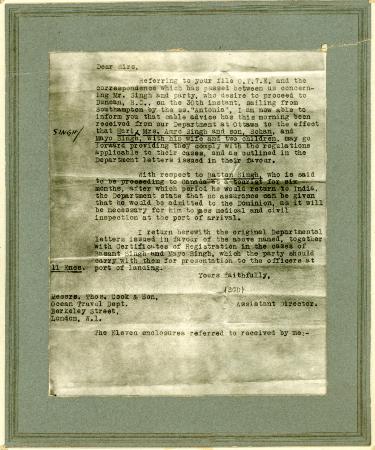 Dear Sirs,
Referring to your file O.T.7.E. and the
correspondence which has passed between us concern-
ing Mr. Singh and party, who desire to proceed to
Duncan, B.C., on the 30th instant, sailing from
Southampton by the ss."Antonia", I am now able to
inform you that cable advice has this morning been
received from our Department at Ottawa to the effect
SINGH/ that Hari, Mrs. Amro Singh and son, Sohan, and
Mayo Singh, with his wife and two children, may go
forward providing they comply with the regulations
applicable to their cases, and as outlined in the
Department letters issued in their favour.
With respect to Rattan Singh, who is said
to be proceeding to Canada as a tourist for six
months, after which period he would return to India,
the Department state that no assurance can be given
that he would be admitted to the Dominion, as it will
be necessary for him to pass medical and civil
inspection at the port of arrival.
I return herewith the original Departmental
letters issued in favour of the above named, together
with Certificates of Registration in the cases of
Basant Singh and Mayo Singh, which the party should
carry with them for presentation to the officers at
11 Encs. port of landing.
Yours faithfully,
(SGD)
Messrs. Thos. Cook & Son,
Ocean Travel Dept. Assistant Director.
Berkeley Street,
London, W.1.
The Eleven enclosures referred to received by me:-